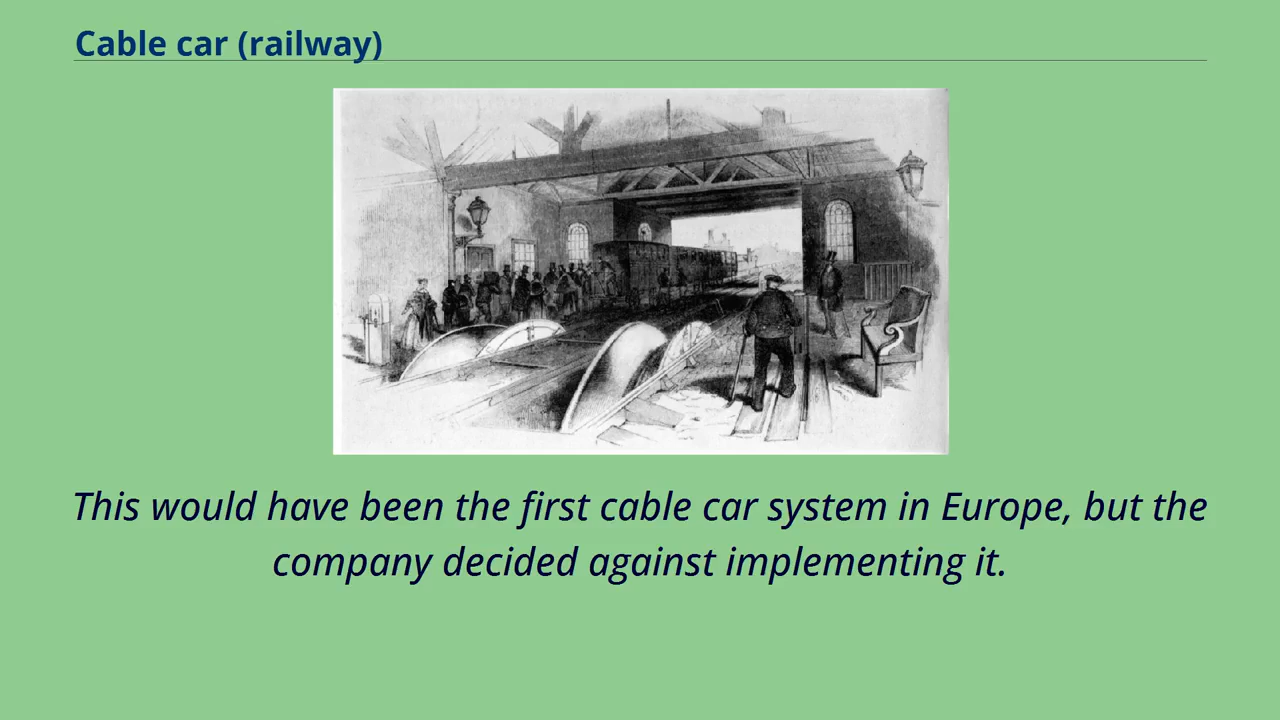 Cable car (railway)
This would have been the first cable car system in Europe, but the
company decided against implementing it.